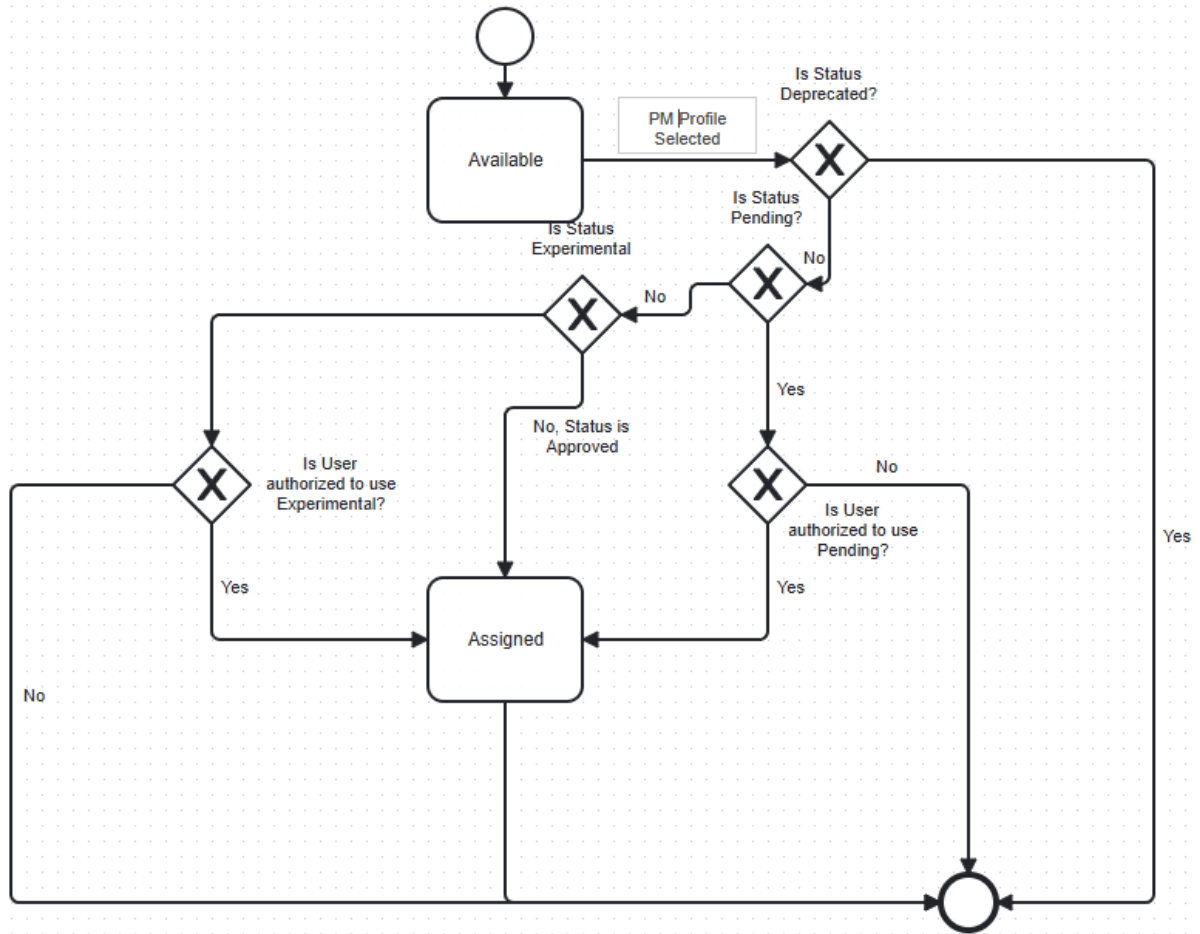 Is Status
Deprecated?
PM Profile
Selected
Available
Is Status
Pending?
Is Status
Experimental
No
No
Yes
No, Status is
Approved
Is User
authorized to use
Experimental?
No
Is User
authorized to use
Pending?
Yes
Yes
Yes
Assigned
No